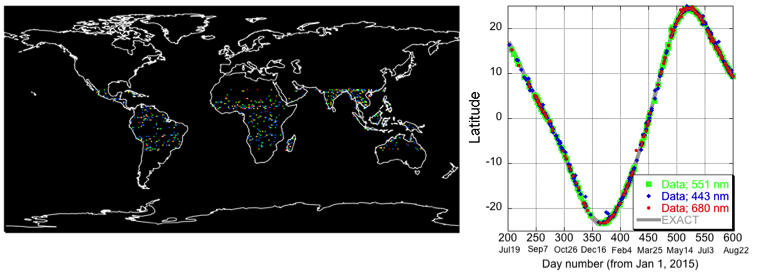 Latitude
20
10
0
-10
-20
Data; 551 nm
Data; 443 nm
Data; 680 nm
EXACT
200 250 300 350 400 450 500 550 600
Jul19 Sep7 Oct26 Dec16 Feb4 Mar25 May14 Jul3 Aug22
Day number (from Jan 1, 2015)